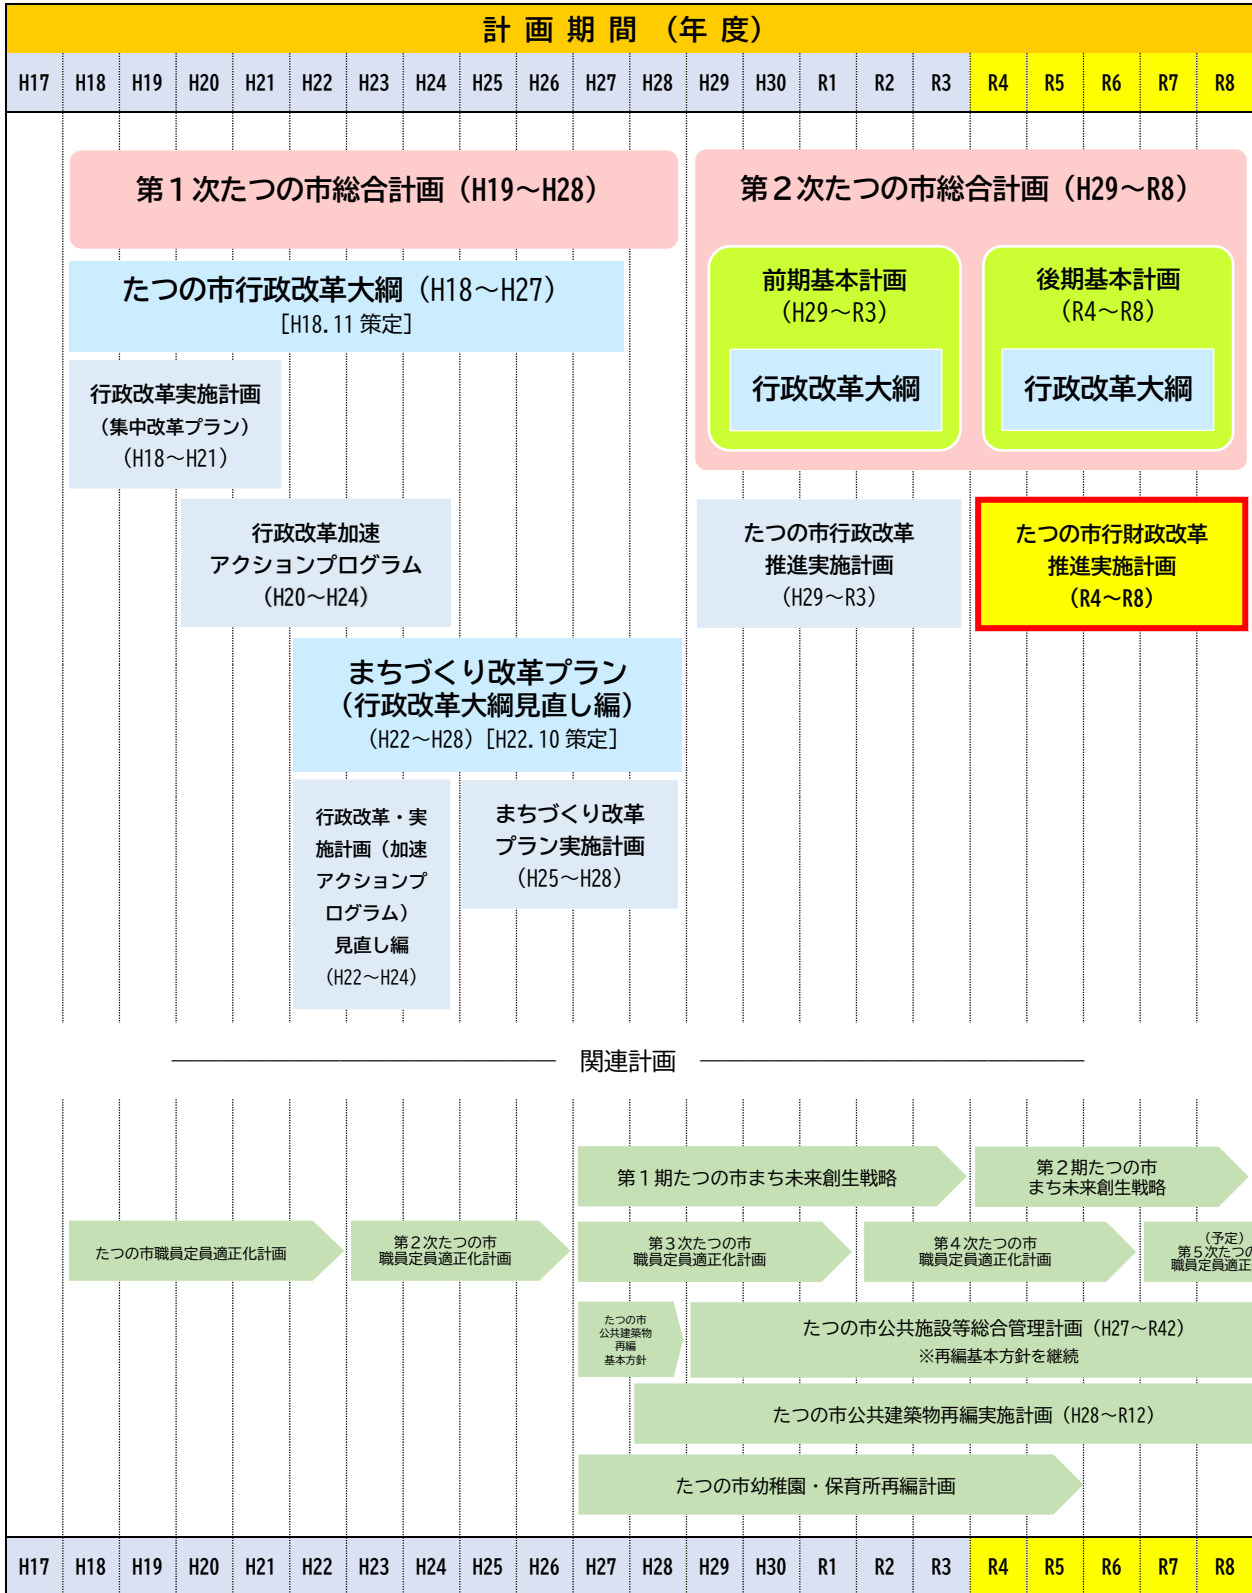 計画期間（年度）
H17 H18 H19 H20 H21 H22 H23 H24 H25 H26 H27 H28 H29 H30 R1 R2 R3 R4 R5 R6 R7 R8
第１次たつの市総合計画（H19～H28）
第２次たつの市総合計画（H29～R8）
たつの市行政改革大綱（H18～H27）
［H18.11 策定］
前期基本計画
（H29～R3）
行政改革大綱
後期基本計画
（R4～R8）
行政改革大綱
行政改革実施計画
（集中改革プラン）
（H18～H21）
行政改革加速
アクションプログラム
（H20～H24）
たつの市行政改革
推進実施計画
（H29～R3）
たつの市行財政改革
推進実施計画
（R4～R8）
まちづくり改革プラン
（行政改革大綱見直し編）
（H22～H28）［H22.10 策定］
行政改革・実
施計画（加速
アクションプ
ログラム）
見直し編
（H22～H24）
まちづくり改革
プラン実施計画
（H25～H28）
関連計画
第１期たつの市まち未来創生戦略
第２期たつの市
まち未来創生戦略
たつの市職員定員適正化計画
第２次たつの市
職員定員適正化計画
第３次たつの市
職員定員適正化計画
第４次たつの市
職員定員適正化計画
（予定）
第５次たつの
職員定員適正
たつの市
公共建築物
再編
基本方針
たつの市公共施設等総合管理計画（H27～R42）
※再編基本方針を継続
たつの市公共建築物再編実施計画（H28～R12）
たつの市幼稚園・保育所再編計画
H17 H18 H19 H20 H21 H22 H23 H24 H25 H26 H27 H28 H29 H30 R1 R2 R3 R4 R5 R6 R7 R8